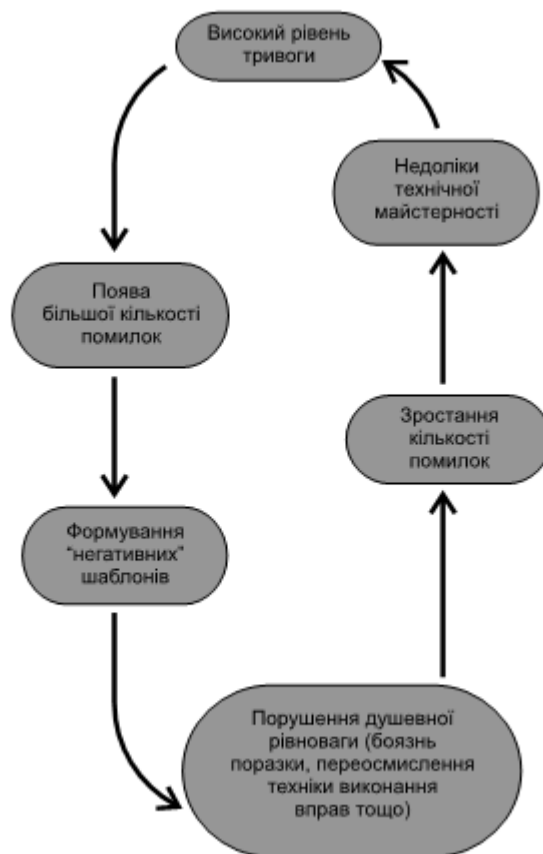 Високий рівень
тривоги
Недоліки
технічної
майстерності
Поява
більшої кількості
помилок
Зростання
кількості
помилок
Формування
“негативних”
шаблонів
Порушення душевної
рівноваги (боязнь
поразки, переосмислення
техніки виконання
вправ тощо)